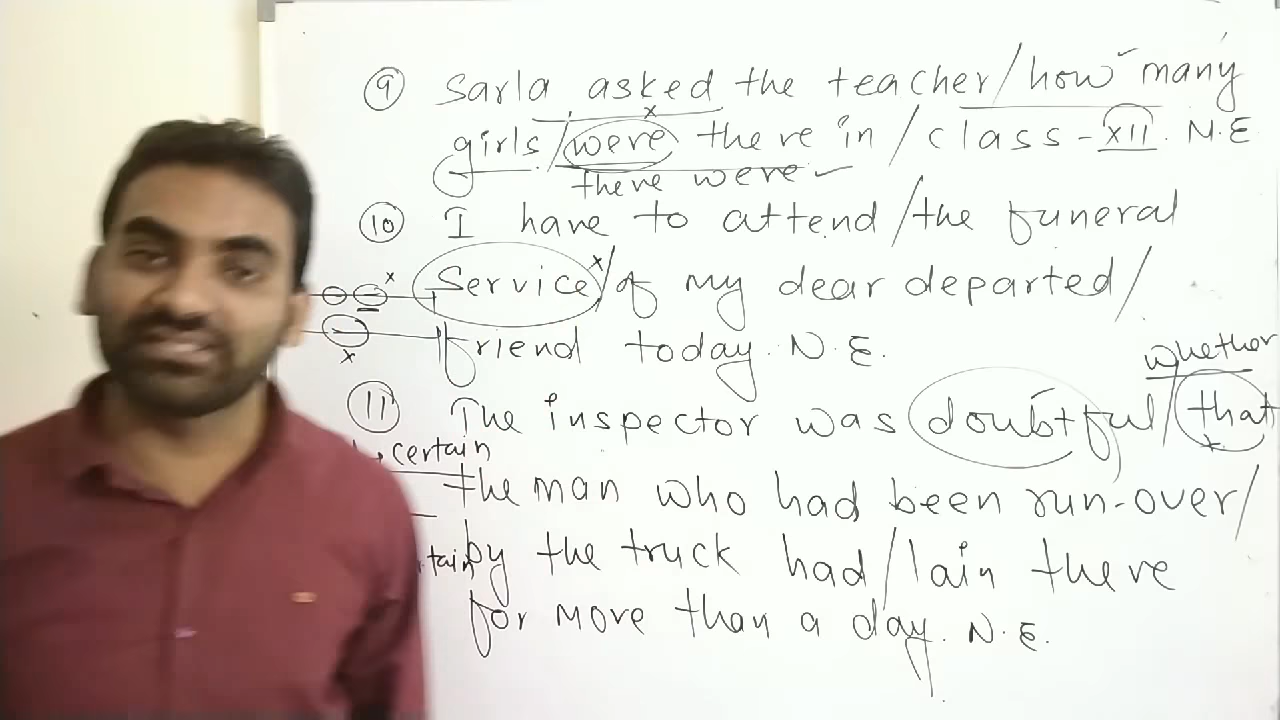 ⑨ Sarla asked the teacher/how many
girls/were there in/class-XII. N.E
there were
⑩ I have to attend/the funeral
Service/of my dear departed/
friend today. N.E.
whether
⑪ The inspector was doubtful/that
certain
the man who had been run-over/
by the truck had/lain there
for more than a day. N.E.